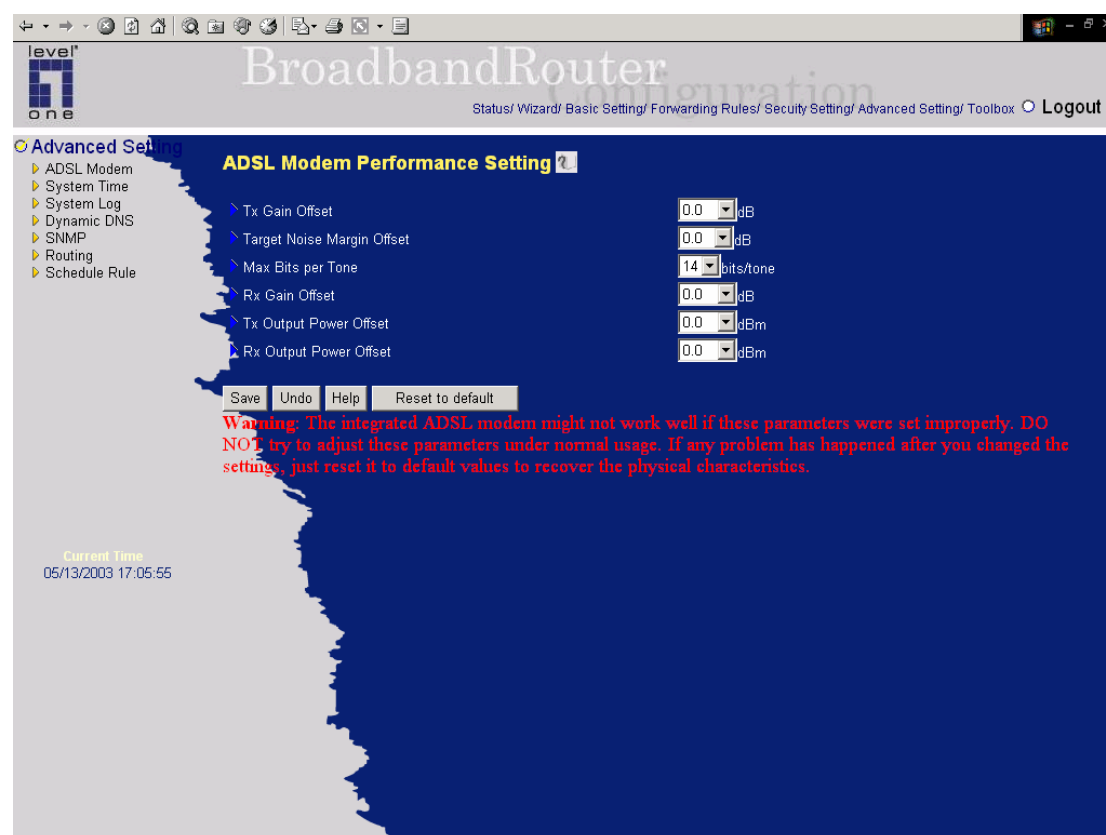 level
one
BroadbandRouter
Configuration
Status/ Wizard/ Basic Setting/ Forwarding Rules/ Secuity Setting/ Advanced Setting/ Toolbox Logout
Advanced Setting
ADSL Modem
System Time
System Log
Dynamic DNS
SNMP
Routing
Schedule Rule
Current Time
05/13/2003 17:05:55
ADSL Modem Performance Setting
Tx Gain Offset 0.0 dB
Target Noise Margin Offset 0.0 dB
Max Bits per Tone 14 bits/tone
Rx Gain Offset 0.0 dB
Tx Output Power Offset 0.0 dBm
Rx Output Power Offset 0.0 dBm
Save Undo Help Reset to default
Warning: The integrated ADSL modem might not work well if these parameters were set improperly. DO
NOT try to adjust these parameters under normal usage. If any problem has happened after you changed the
settings, just reset it to default values to recover the physical characteristics.